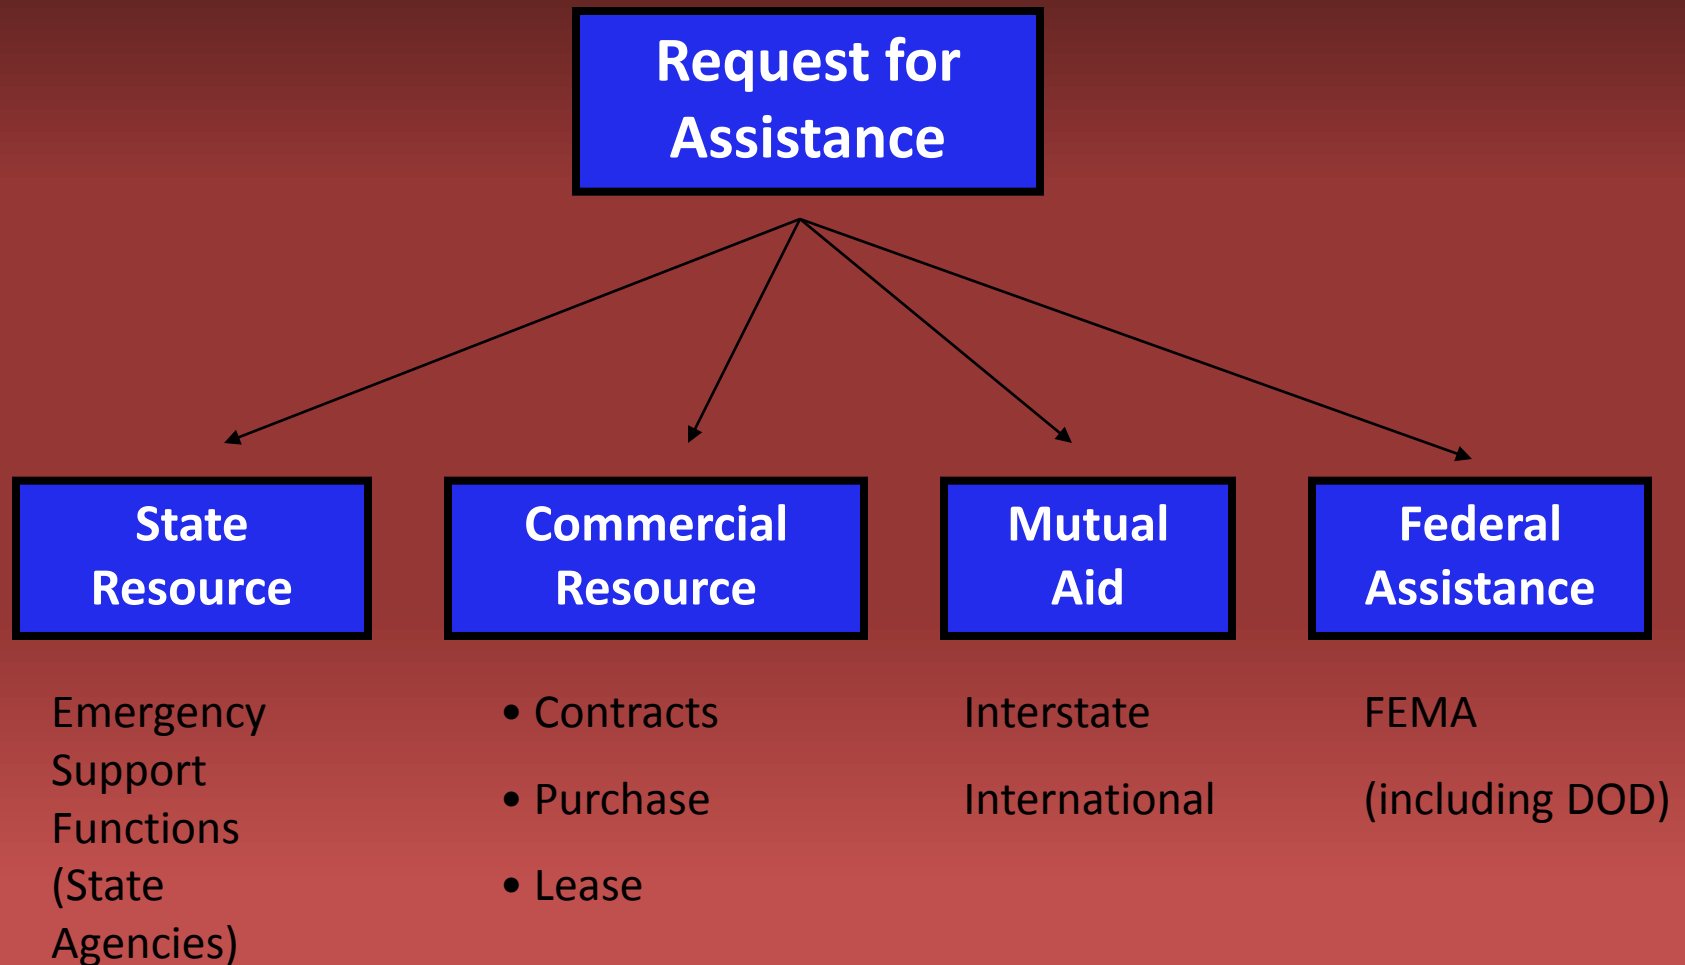 Request for
Assistance
State
Resource
Commercial
Resource
Mutual
Aid
Federal
Assistance
Emergency
Support
Functions
(State
Agencies)
• Contracts
• Purchase
• Lease
Interstate
International
FEMA
(including DOD)